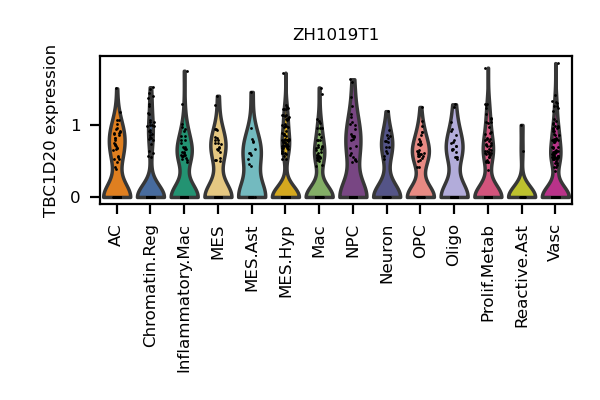 ZH1019T1
TBC1D20 expression
1
0
AC
Chromatin.Reg
Inflammatory.Mac
MES
MES.Ast
MES.Hyp
Mac
NPC
Neuron
OPC
Oligo
Prolif.Metab
Reactive.Ast
Vasc